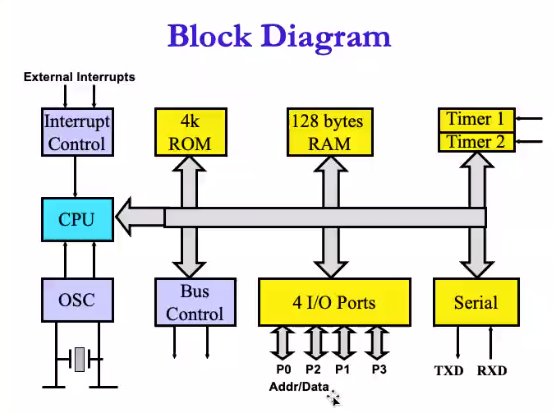 Block Diagram
External Interrupts
Interrupt
Control
4k
ROM
128 bytes
RAM
Timer 1
Timer 2
CPU
OSC
Bus
Control
4 I/O Ports
Serial
P0 P2 P1 P3
Addr/Data
TXD RXD